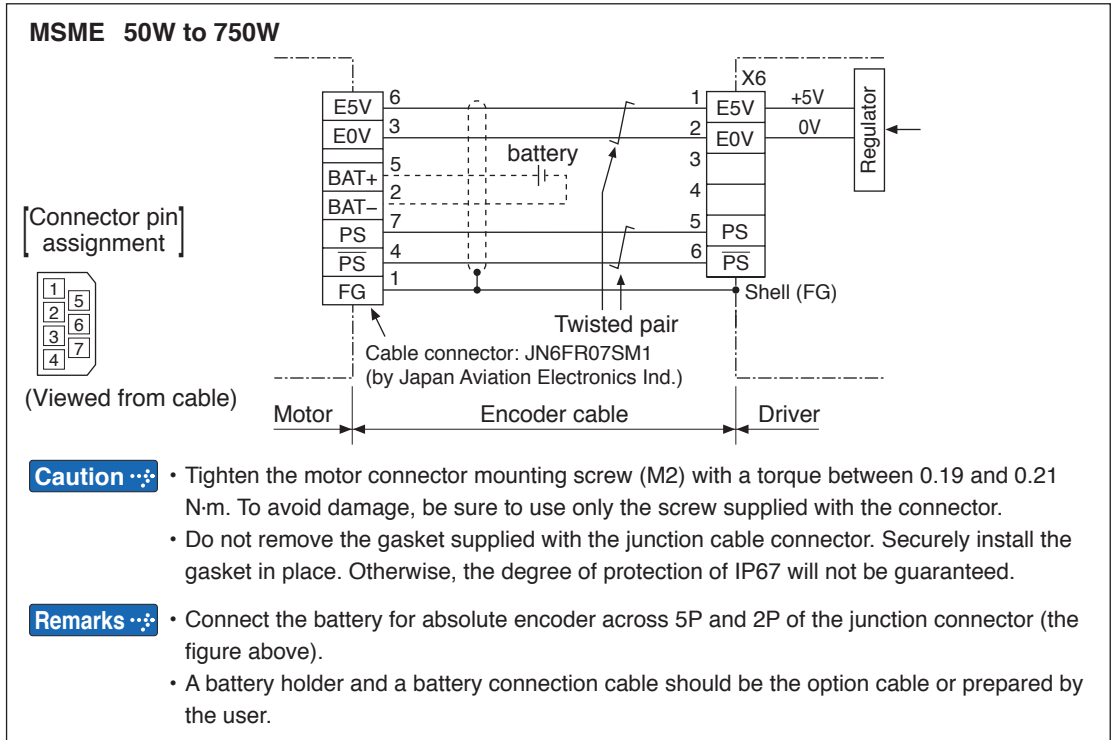 MSME 50W to 750W
X6
E5V 6 1 E5V +5V
E0V 3 2 E0V 0V
Regulator
battery
BAT+ 5 3
BAT− 2 4
PS 7 5 PS
P̅S̅ 4 6 P̅S̅
FG 1 Shell (FG)
[Connector pin assignment]
1
2
3
4
5
6
7
(Viewed from cable)
Twisted pair
Cable connector: JN6FR07SM1
(by Japan Aviation Electronics Ind.)
Motor Encoder cable Driver
Caution
• Tighten the motor connector mounting screw (M2) with a torque between 0.19 and 0.21
N·m. To avoid damage, be sure to use only the screw supplied with the connector.
• Do not remove the gasket supplied with the junction cable connector. Securely install the
gasket in place. Otherwise, the degree of protection of IP67 will not be guaranteed.
Remarks
• Connect the battery for absolute encoder across 5P and 2P of the junction connector (the
figure above).
• A battery holder and a battery connection cable should be the option cable or prepared by
the user.